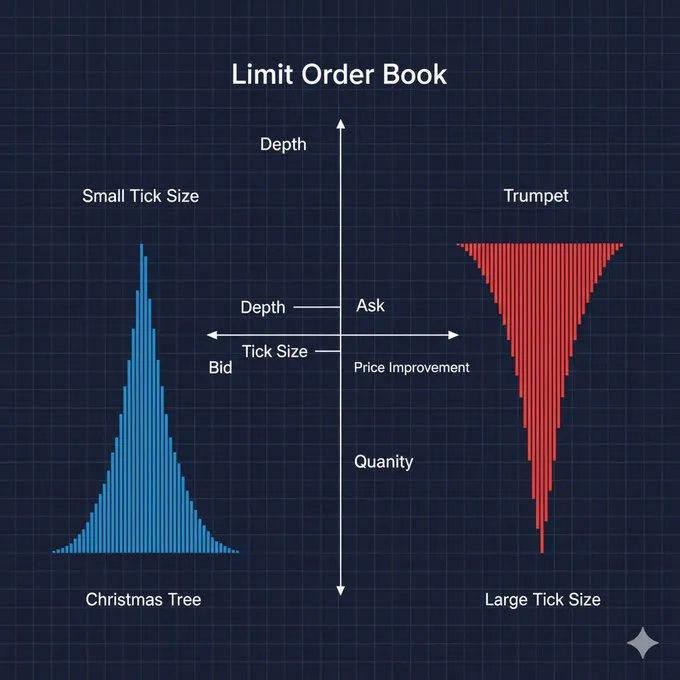 Limit Order Book
Depth
Small Tick Size
Trumpet
Depth
Ask
Tick Size
Bid
Price Improvement
Quanity
Christmas Tree
Large Tick Size